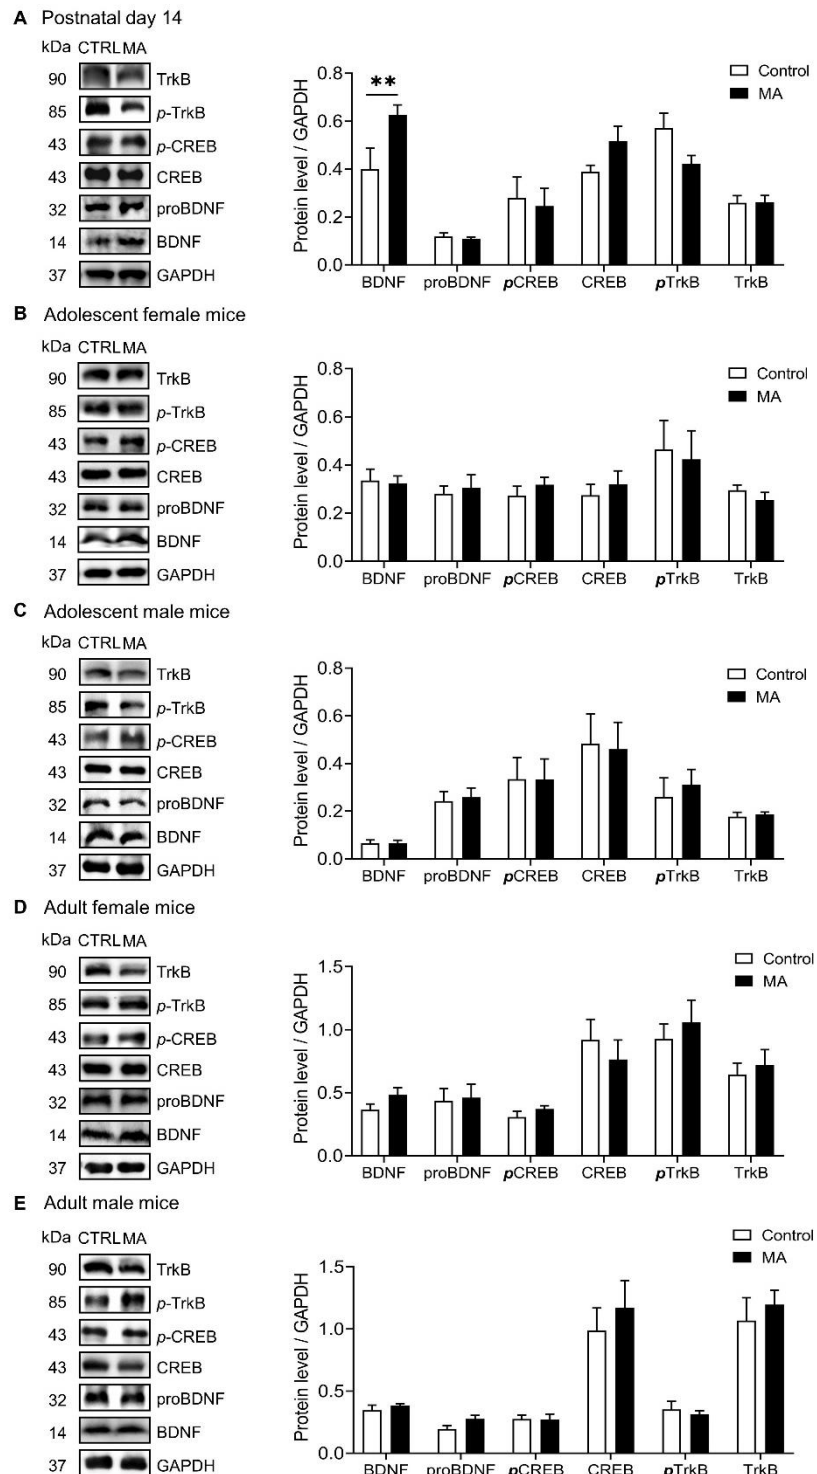 A Postnatal day 14
kDa CTRL MA
90 TrkB
85 p-TrkB
43 p-CREB
43 CREB
32 proBDNF
14 BDNF
37 GAPDH
Protein level / GAPDH
0.8
0.6
0.4
0.2
0.0
**
Control
MA
BDNF proBDNF pCREB CREB pTrkB TrkB
B Adolescent female mice
kDa CTRL MA
90 TrkB
85 p-TrkB
43 p-CREB
43 CREB
32 proBDNF
14 BDNF
37 GAPDH
Protein level / GAPDH
0.8
0.6
0.4
0.2
0.0
Control
MA
BDNF proBDNF pCREB CREB pTrkB TrkB
C Adolescent male mice
kDa CTRL MA
90 TrkB
85 p-TrkB
43 p-CREB
43 CREB
32 proBDNF
14 BDNF
37 GAPDH
Protein level / GAPDH
0.8
0.6
0.4
0.2
0.0
Control
MA
BDNF proBDNF pCREB CREB pTrkB TrkB
D Adult female mice
kDa CTRL MA
90 TrkB
85 p-TrkB
43 p-CREB
43 CREB
32 proBDNF
14 BDNF
37 GAPDH
Protein level / GAPDH
1.5
1.0
0.5
0.0
Control
MA
BDNF proBDNF pCREB CREB pTrkB TrkB
E Adult male mice
kDa CTRL MA
90 TrkB
85 p-TrkB
43 p-CREB
43 CREB
32 proBDNF
14 BDNF
37 GAPDH
Protein level / GAPDH
1.5
1.0
0.5
0.0
Control
MA
BDNF proBDNF pCREB CREB pTrkB TrkB